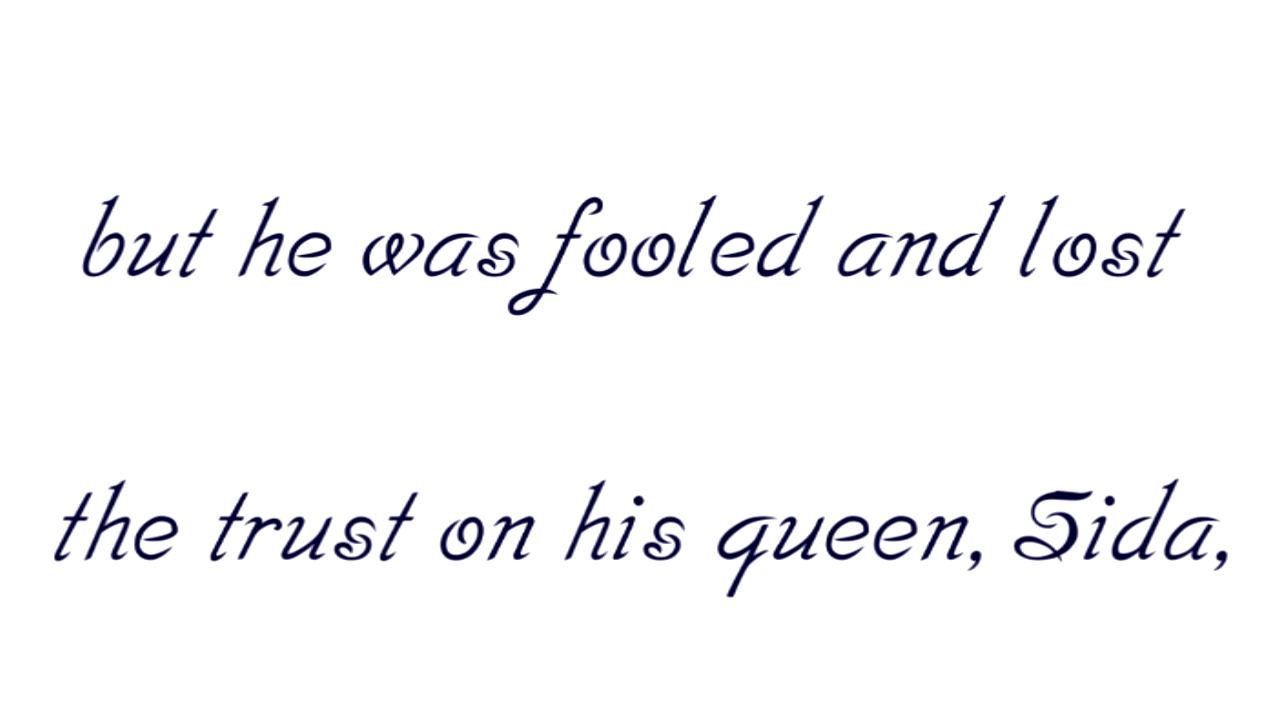 but he was fooled and lost
the trust on his queen, Sida,